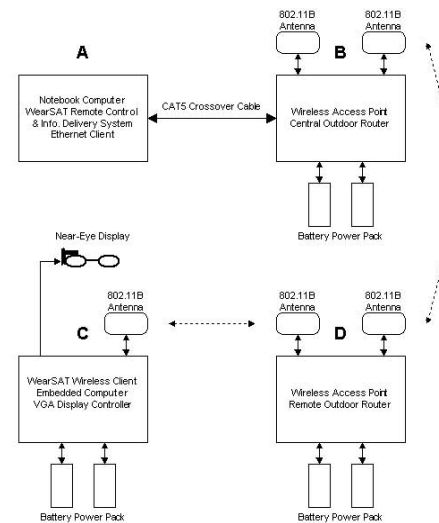 802.11B
Antenna
802.11B
Antenna
A
B
Notebook Computer
WearSAT Remote Control
& Info. Delivery System
Ethernet Client
CAT5 Crossover Cable
Wireless Access Point
Central Outdoor Router
Battery Power Pack
Near-Eye Display
802.11B
Antenna
802.11B
Antenna
802.11B
Antenna
C
D
WearSAT Wireless Client
Embedded Computer
VGA Display Controller
Wireless Access Point
Remote Outdoor Router
Battery Power Pack
Battery Power Pack